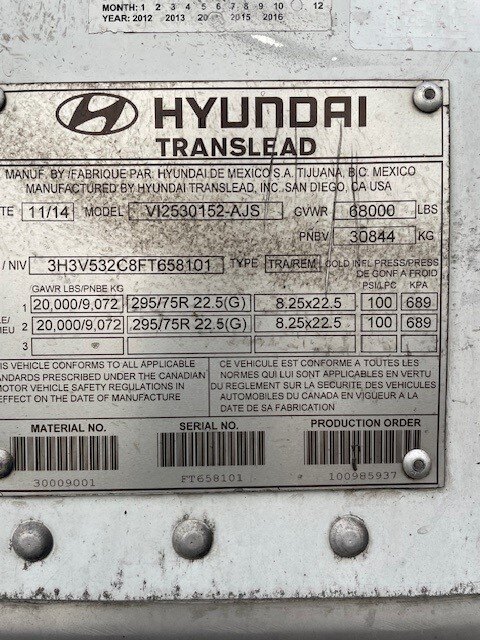 MONTH: 1 2 3 4 5 6 7 8 9 10 12
YEAR: 2012 2013 20 2015 2016
HYUNDAI
TRANSLEAD
MANUF. BY / FABRIQUE PAR: HYUNDAI DE MEXICO S.A. TIJUANA, B.C. MEXICO
MANUFACTURED BY HYUNDAI TRANSLEAD, INC. SAN DIEGO, CA USA
TE 11/14 MODEL VI2530152-AJS GVWR 68000 LBS
PNBV 30844 KG
/ NIV 3H3V532C8FT658101 TYPE TRA/REM COLD INFL PRESS/PRESS
DE GONF A FROID
GAWR LBS/PNBE KG PSI/LPC KPA
1 20,000/9,072 295/75R 22.5(G) 8.25x22.5 100 689
LE/
MEU 2 20,000/9,072 295/75R 22.5(G) 8.25x22.5 100 689
3
IS VEHICLE CONFORMS TO ALL APPLICABLE
ANDARDS PRESCRIBED UNDER THE CANADIAN
OTOR VEHICLE SAFETY REGULATIONS IN
EFFECT ON THE DATE OF MANUFACTURE
CE VEHICULE EST CONFORME A TOUTES LES
NORMES QUI LUI SONT APPLICABLES EN VERTU
DU REGLEMENT SUR LA SECURITE DES VEHICULES
AUTOMOBILES DU CANADA EN VIGUEUR A LA
DATE DE SA FABRICATION
MATERIAL NO. SERIAL NO. PRODUCTION ORDER
30009001 FT658101 100985937